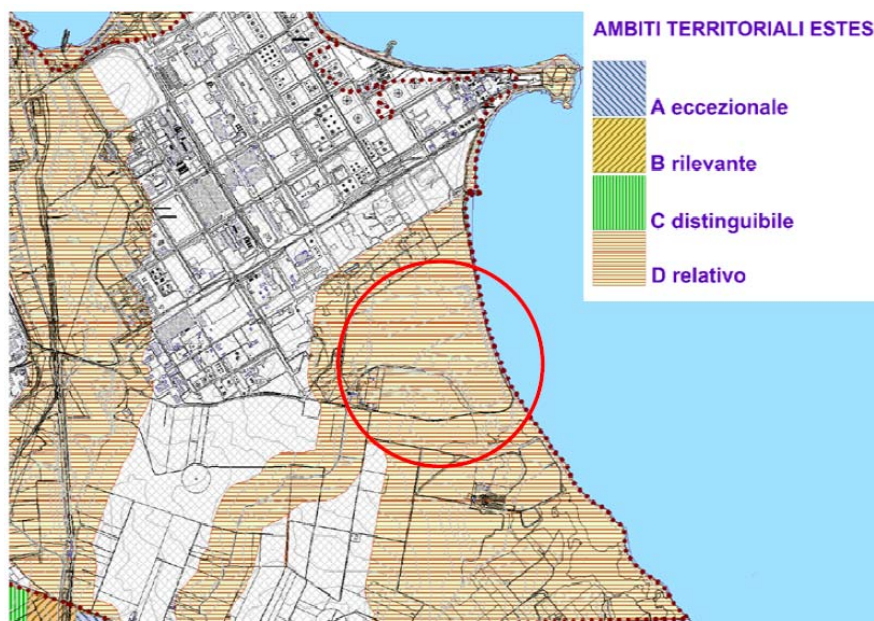 AMBITI TERRITORIALI ESTES
A eccezionale
B rilevante
C distinguibile
D relativo